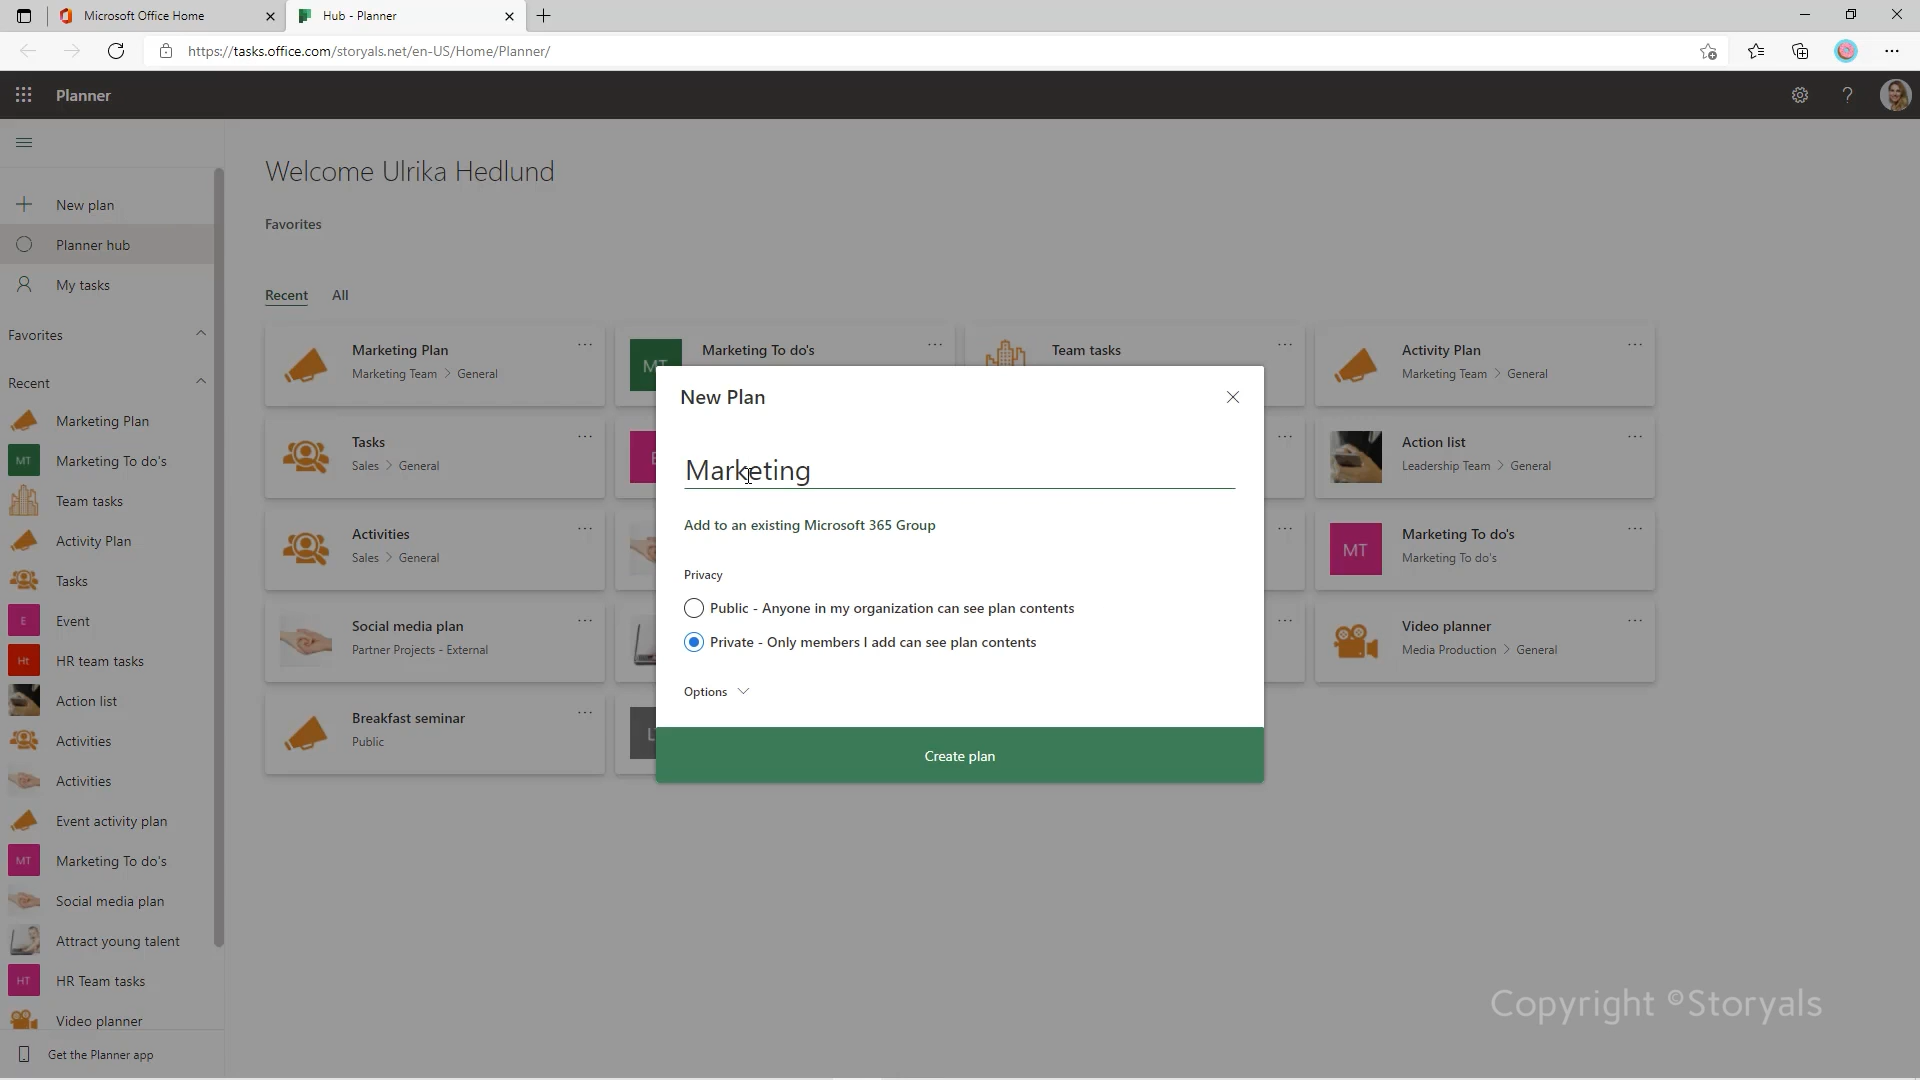 Microsoft Office Home
Hub - Planner
https://tasks.office.com/storyals.net/en-US/Home/Planner/
Planner
New plan
Planner hub
My tasks
Favorites
Recent
Marketing Plan
MT Marketing To do's
Team tasks
Activity Plan
Tasks
E Event
Ht HR team tasks
Action list
Activities
Activities
Event activity plan
MT Marketing To do's
Social media plan
Attract young talent
HT HR Team tasks
Video planner
Get the Planner app
Welcome Ulrika Hedlund
Favorites
Recent All
Marketing Plan
Marketing Team > General
MT Marketing To do's
Team tasks
Activity Plan
Marketing Team > General
Tasks
Sales > General
Action list
Leadership Team > General
Activities
Sales > General
MT Marketing To do's
Marketing To do's
Social media plan
Partner Projects - External
Video planner
Media Production > General
Breakfast seminar
Public
New Plan
Marketing
Add to an existing Microsoft 365 Group
Privacy
Public - Anyone in my organization can see plan contents
Private - Only members I add can see plan contents
Options
Create plan
Copyright ©Storyals